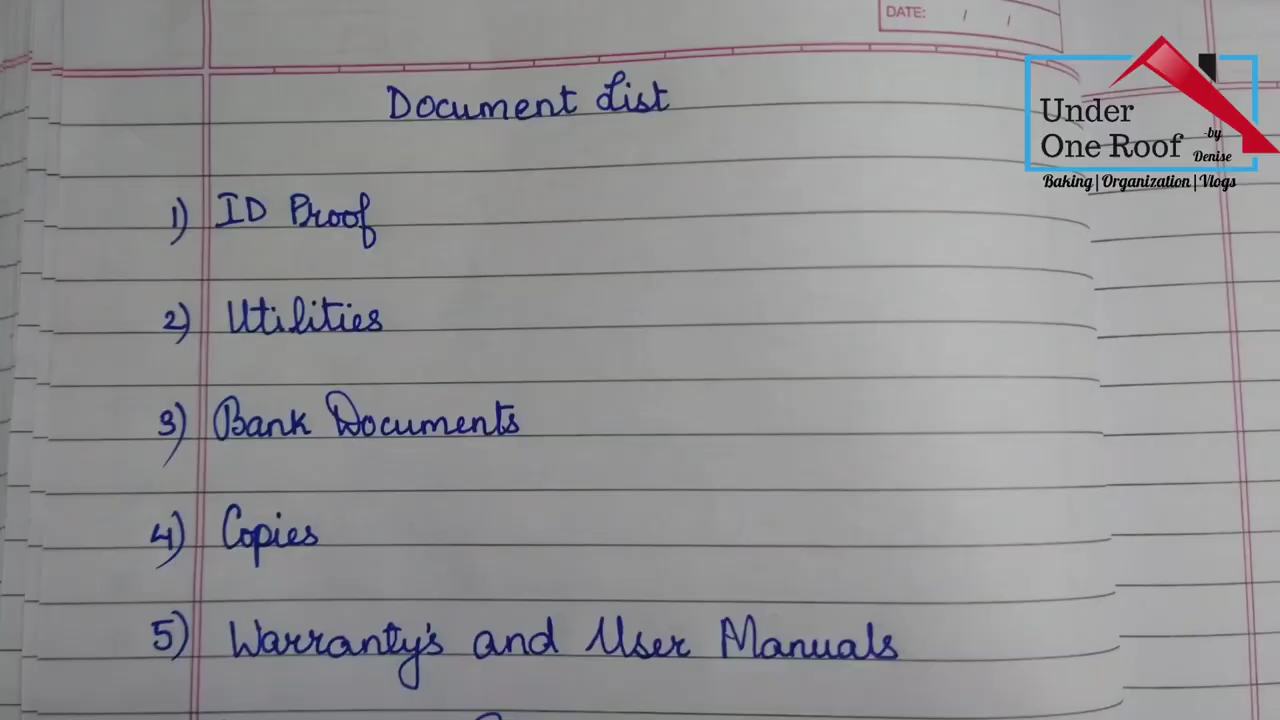 DATE: / /
Document List
Under
One Roof -by Denise
Baking | Organization | Vlogs
1) ID Proof
2) Utilities
3) Bank Documents
4) Copies
5) Warranty's and User Manuals